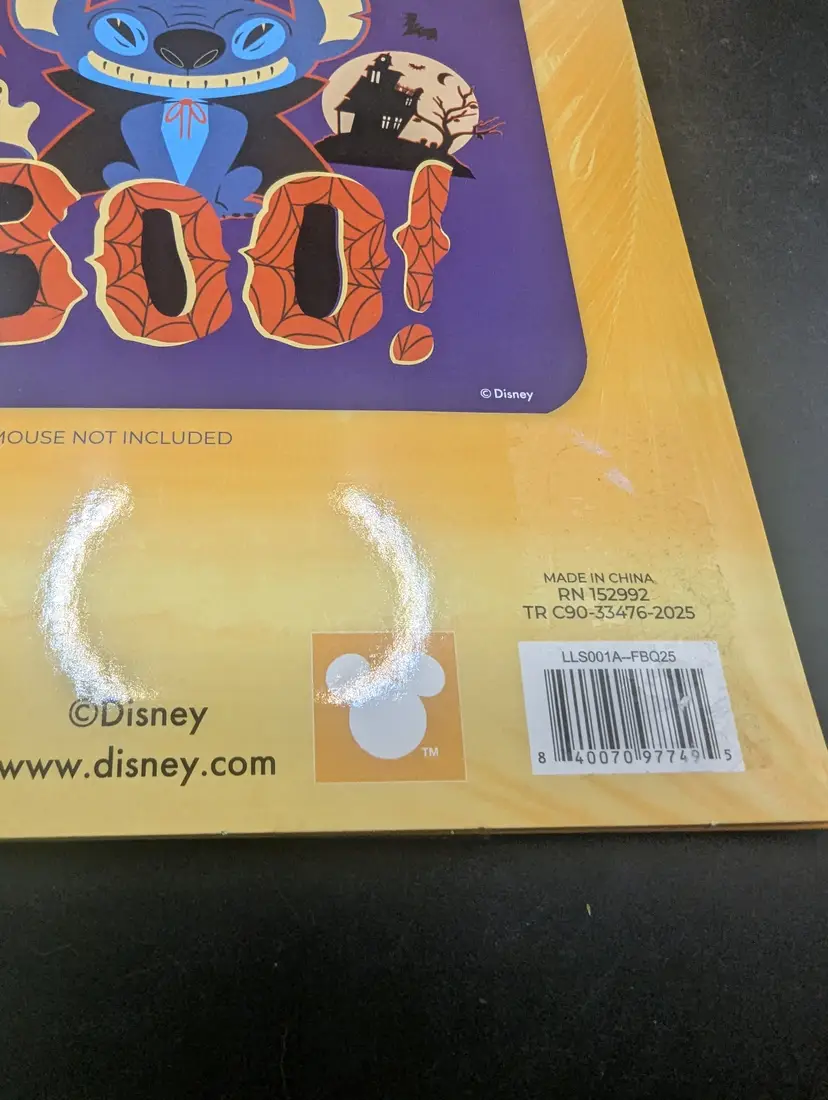 BOO!
©Disney
MOUSE NOT INCLUDED
MADE IN CHINA
RN 152992
TR C90-33476-2025
LLS001A--FBQ25
8 40070 97749 5
©Disney
www.disney.com
TM